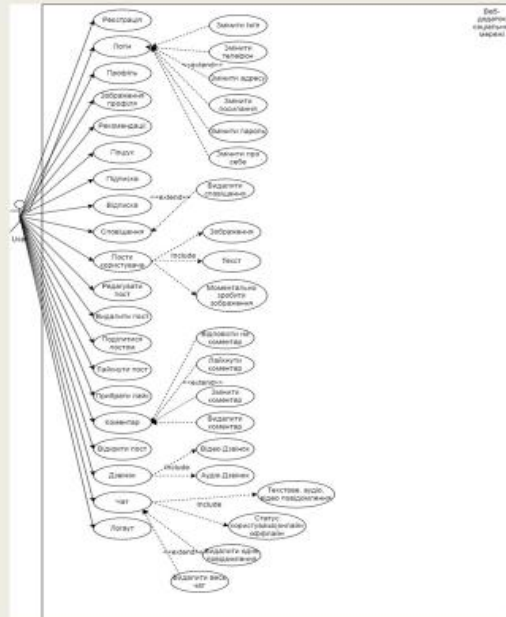 Веб-
додаток
соціальної
мережі
Реєстрація
Логін
Профіль
Зображення
профілю
Рекомендації
Пошук
Підписка
Відписка
Сповіщення
Пости
користувача
Редагувати
пост
Видалити пост
Поділитися
постом
Лайкнути пост
Прибрати лайк
Коментар
Відкрити пост
Дзвінок
Чат
Логаут
User
Змінити ім'я
Змінити
телефон
<<extend>>
Змінити адресу
Змінити
посилання
Змінити пароль
Змінити про
себе
<<extend>>
Видалити
сповіщення
Зображення
include
Текст
Моментально
зробити
зображення
Відповісти на
коментар
Лайкнути
коментар
<<extend>>
Змінити
коментар
Видалити
коментар
Відео Дзвінок
include
Аудіо Дзвінок
Текстове, аудіо,
відео повідомлення
Include
Статус
користувача(онлайн
оффлайн
<<extend>>
Видалити одне
повідомлення
Видалити весь
чат